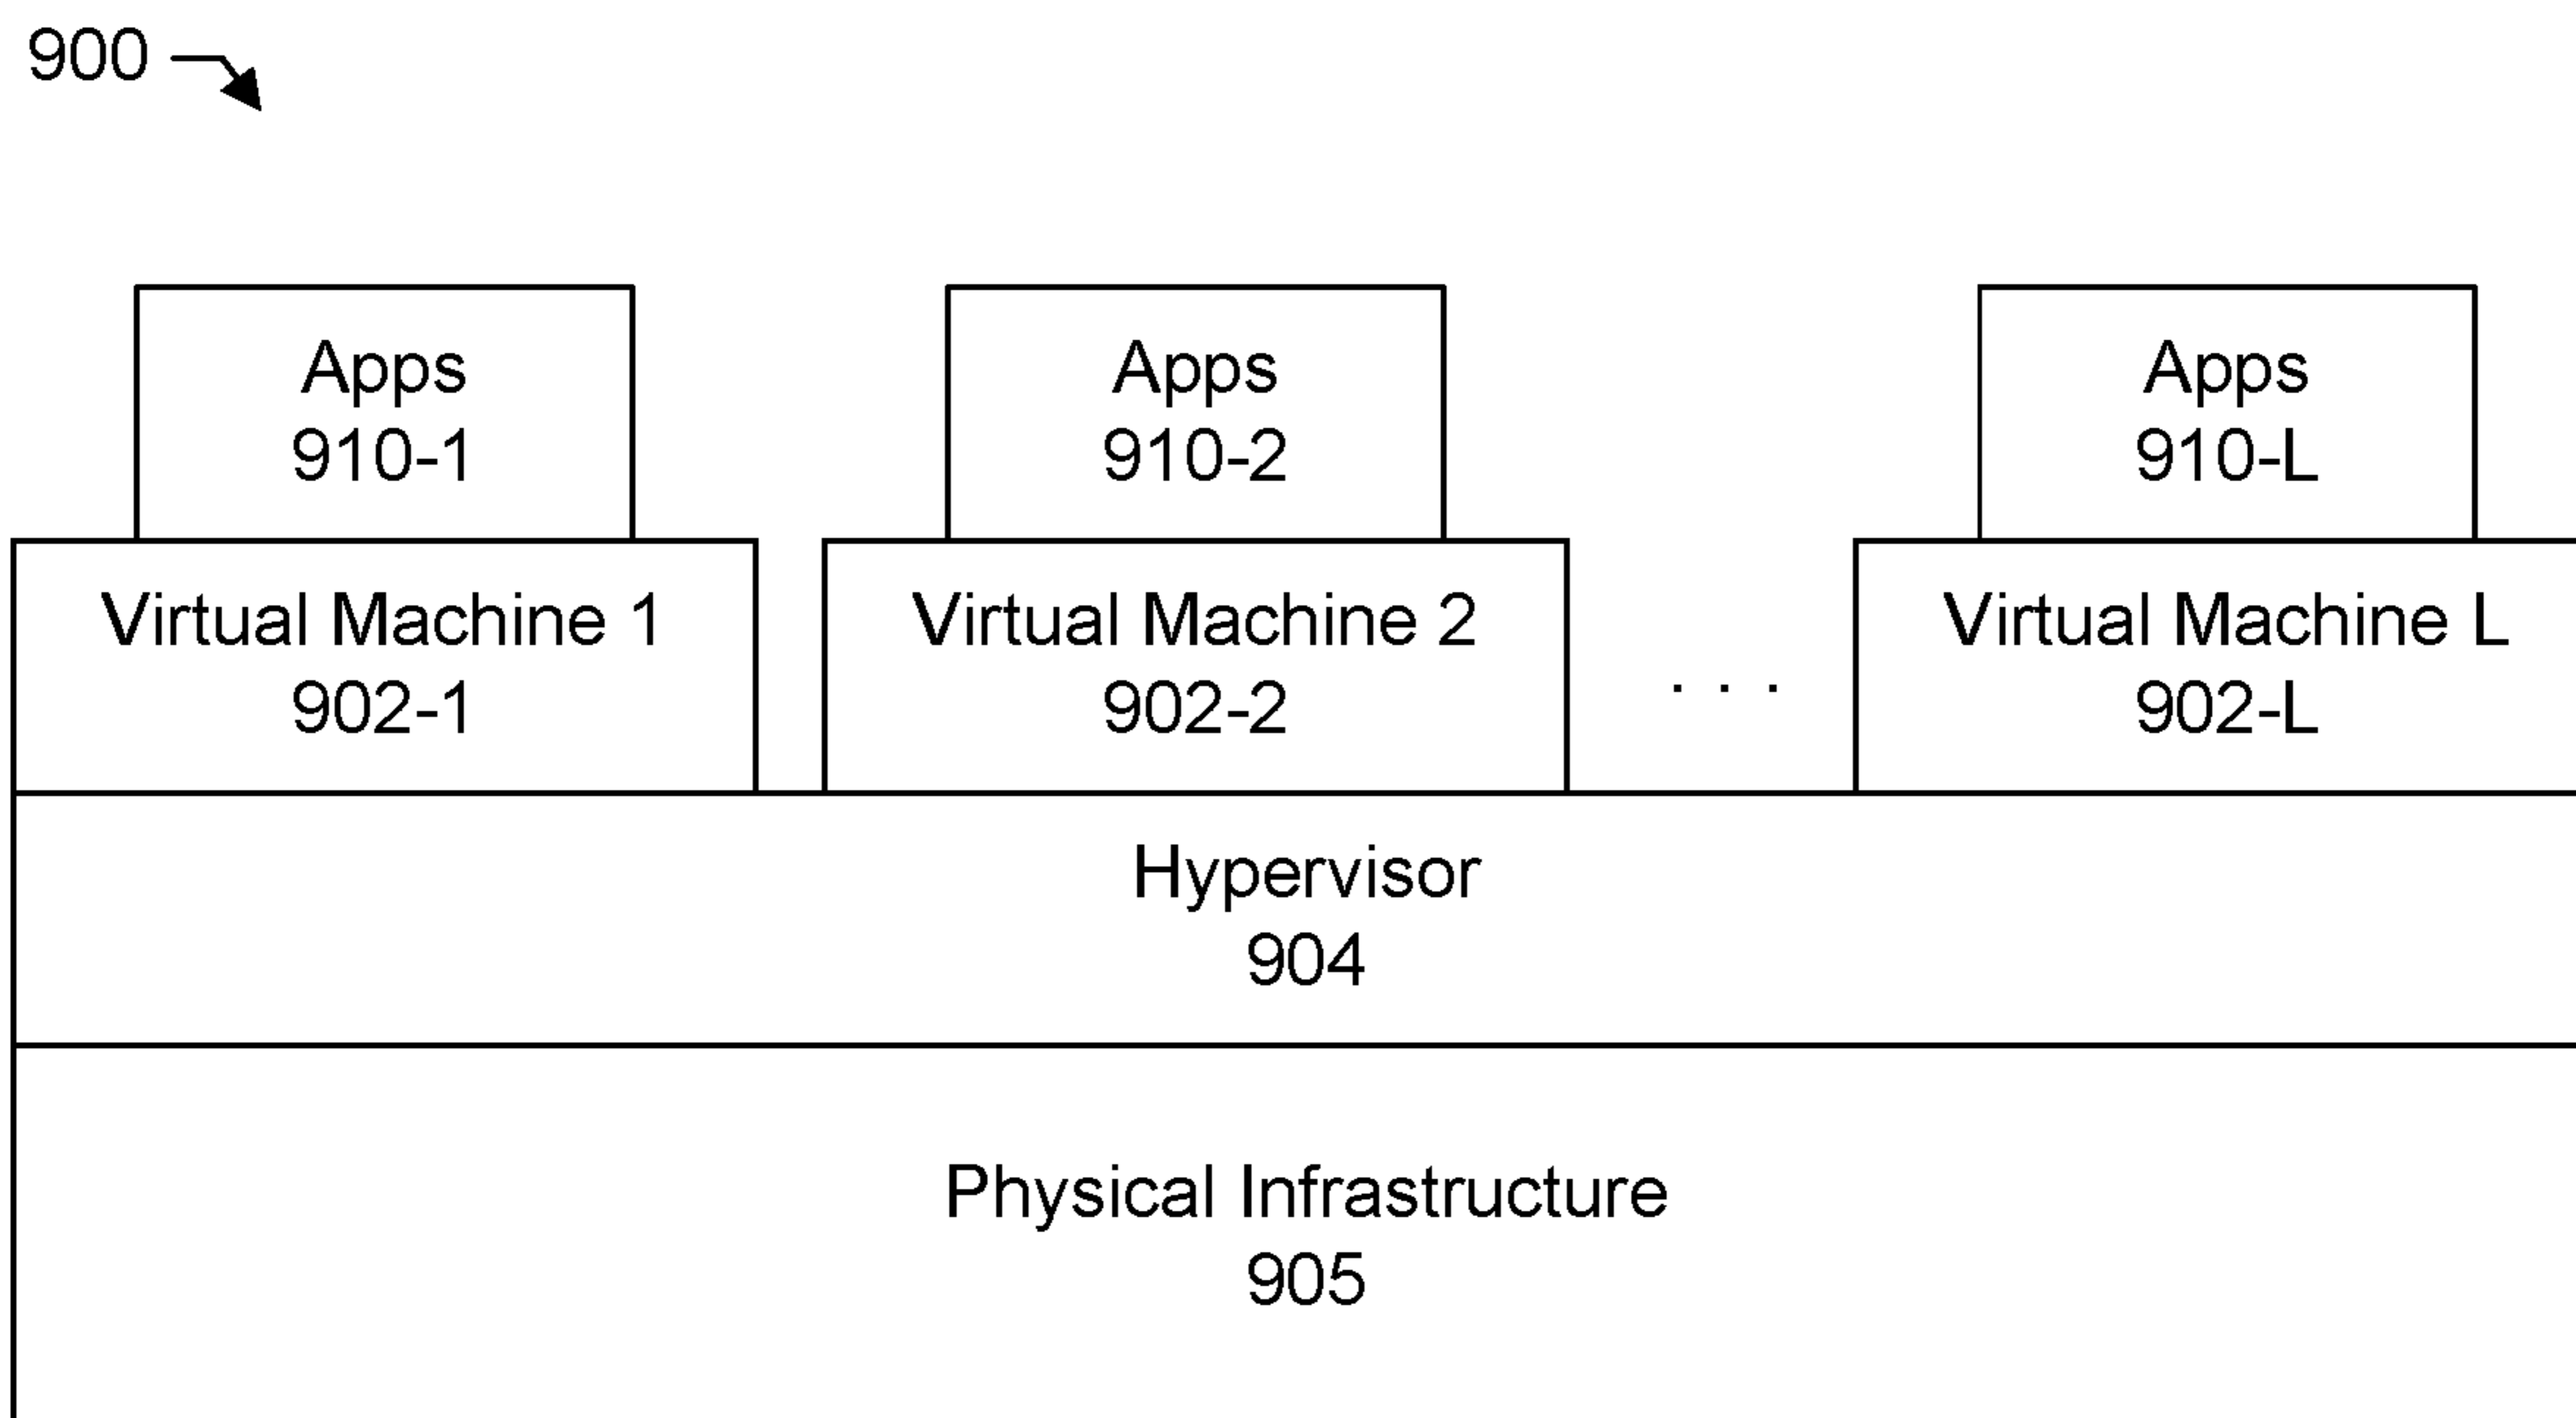 900
Apps
910-1
Apps
910-2
Apps
910-L
Virtual Machine 1
902-1
Virtual Machine 2
902-2
. . .
Virtual Machine L
902-L
Hypervisor
904
Physical Infrastructure
905